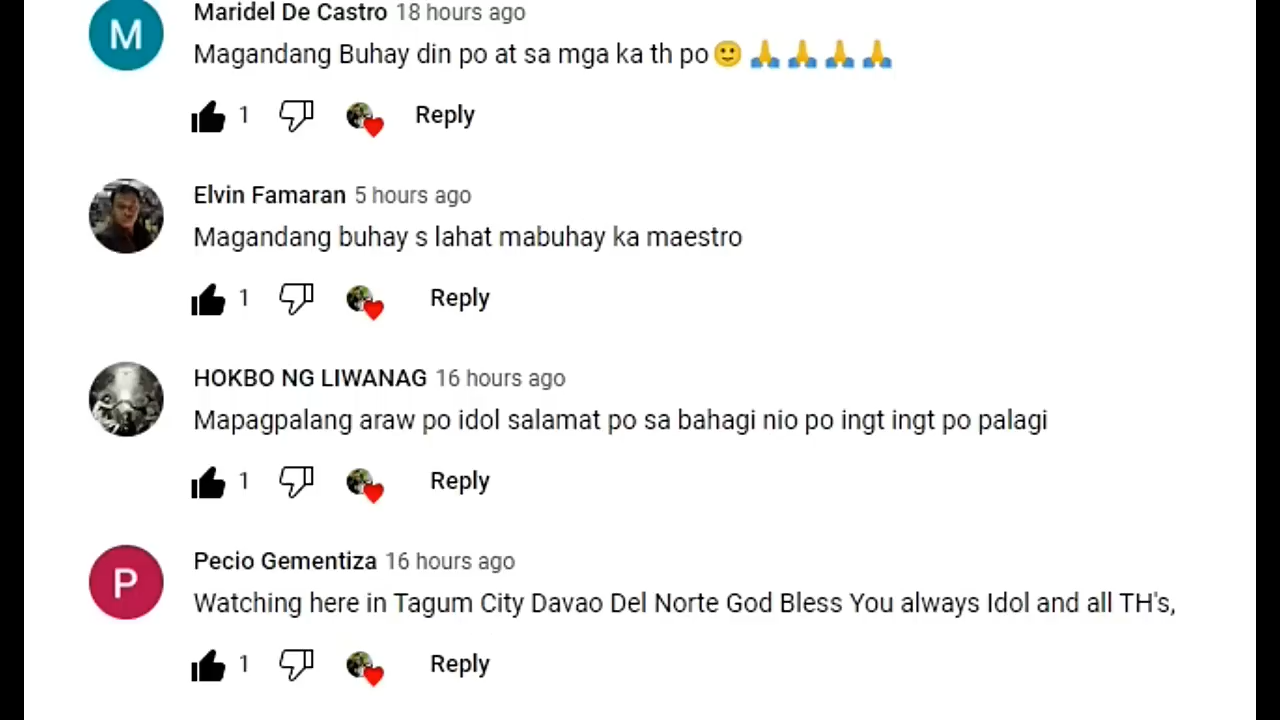 M
Maridel De Castro 18 hours ago
Magandang Buhay din po at sa mga ka th po🙂🙏🙏🙏🙏
1 Reply
Elvin Famaran 5 hours ago
Magandang buhay s lahat mabuhay ka maestro
1 Reply
HOKBO NG LIWANAG 16 hours ago
Mapagpalang araw po idol salamat po sa bahagi nio po ingt ingt po palagi
1 Reply
P
Pecio Gementiza 16 hours ago
Watching here in Tagum City Davao Del Norte God Bless You always Idol and all TH's,
1 Reply